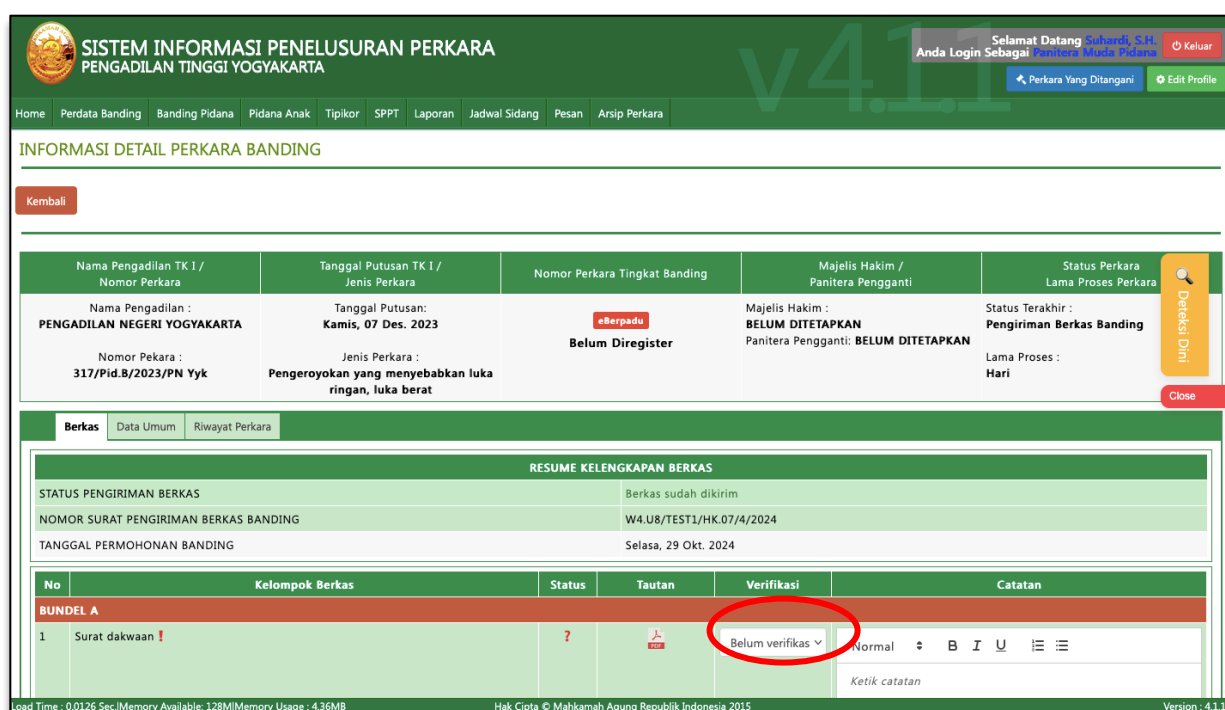 SISTEM INFORMASI PENELUSURAN PERKARA
PENGADILAN TINGGI YOGYAKARTA
v4.1.1
Selamat Datang Suhardi, S.H.
Anda Login Sebagai Panitera Muda Pidana
Keluar
Perkara Yang Ditangani
Edit Profile
Home Perdata Banding Banding Pidana Pidana Anak Tipikor SPPT Laporan Jadwal Sidang Pesan Arsip Perkara
INFORMASI DETAIL PERKARA BANDING
Kembali
Nama Pengadilan TK I /
Nomor Perkara
Tanggal Putusan TK I /
Jenis Perkara
Nomor Perkara Tingkat Banding
Majelis Hakim /
Panitera Pengganti
Status Perkara
Lama Proses Perkara
Nama Pengadilan :
PENGADILAN NEGERI YOGYAKARTA
Nomor Pekara :
317/Pid.B/2023/PN Yyk
Tanggal Putusan:
Kamis, 07 Des. 2023
Jenis Perkara :
Pengeroyokan yang menyebabkan luka
ringan, luka berat
eBerpadu
Belum Diregister
Majelis Hakim :
BELUM DITETAPKAN
Panitera Pengganti: BELUM DITETAPKAN
Status Terakhir :
Pengiriman Berkas Banding
Lama Proses :
Hari
Deteksi Dini
Close
Berkas Data Umum Riwayat Perkara
RESUME KELENGKAPAN BERKAS
STATUS PENGIRIMAN BERKAS Berkas sudah dikirim
NOMOR SURAT PENGIRIMAN BERKAS BANDING W4.U8/TEST1/HK.07/4/2024
TANGGAL PERMOHONAN BANDING Selasa, 29 Okt. 2024
No Kelompok Berkas Status Tautan Verifikasi Catatan
BUNDEL A
1 Surat dakwaan ! ? PDF Belum verifikas Normal B I U
Ketik catatan
Load Time : 0.0126 Sec.|Memory Available: 128M|Memory Usage : 4.36MB Hak Cipta © Mahkamah Agung Republik Indonesia 2015 Version : 4.1.1